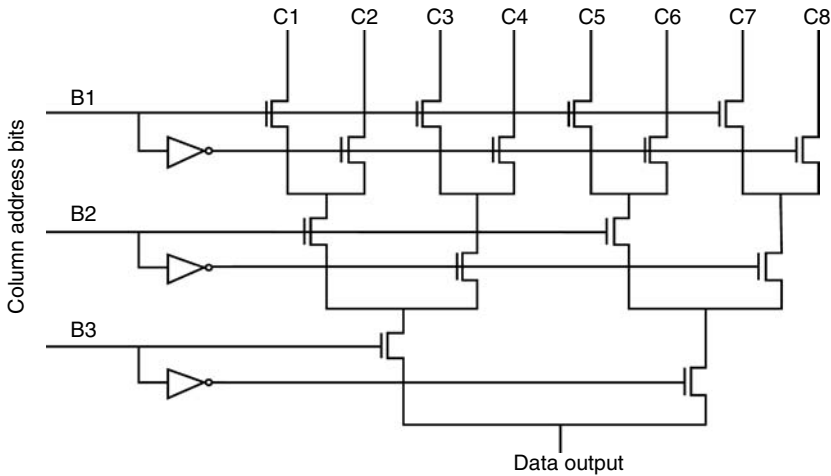 C1 C2 C3 C4 C5 C6 C7 C8
B1
B2
B3
Column address bits
Data output